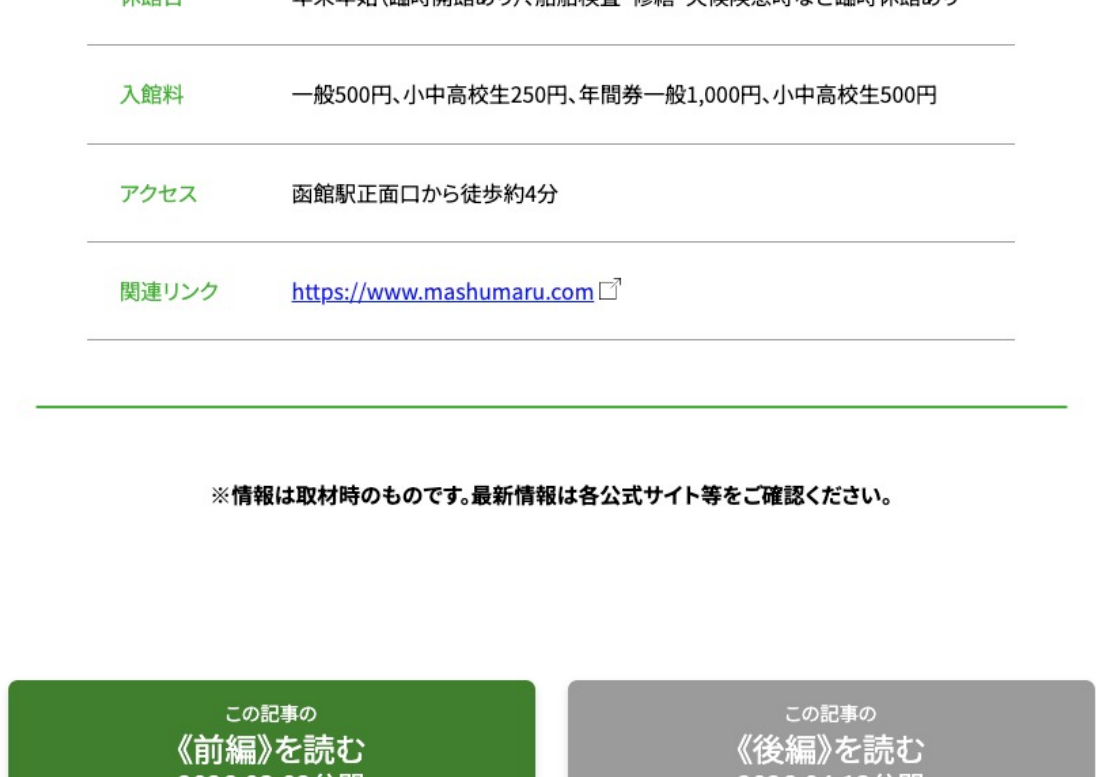 入館料 一般500円、小中高校生250円、年間券一般1,000円、小中高校生500円
アクセス 函館駅正面口から徒歩約4分
関連リンク https://www.mashumaru.com
※情報は取材時のものです。最新情報は各公式サイト等をご確認ください。
この記事の
《前編》を読む
この記事の
《後編》を読む